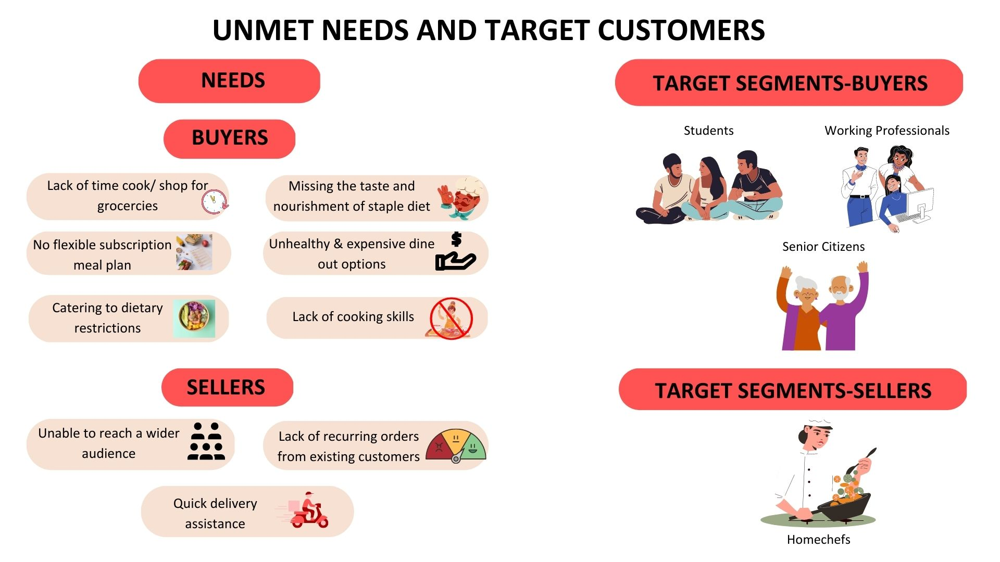 UNMET NEEDS AND TARGET CUSTOMERS
NEEDS
BUYERS
Lack of time cook/ shop for
grocercies
Missing the taste and
nourishment of staple diet
No flexible subscription
meal plan
Unhealthy & expensive dine
out options
$
Catering to dietary
restrictions
Lack of cooking skills
SELLERS
Unable to reach a wider
audience
Lack of recurring orders
from existing customers
Quick delivery
assistance
TARGET SEGMENTS-BUYERS
Students
Working Professionals
Senior Citizens
TARGET SEGMENTS-SELLERS
Homechefs